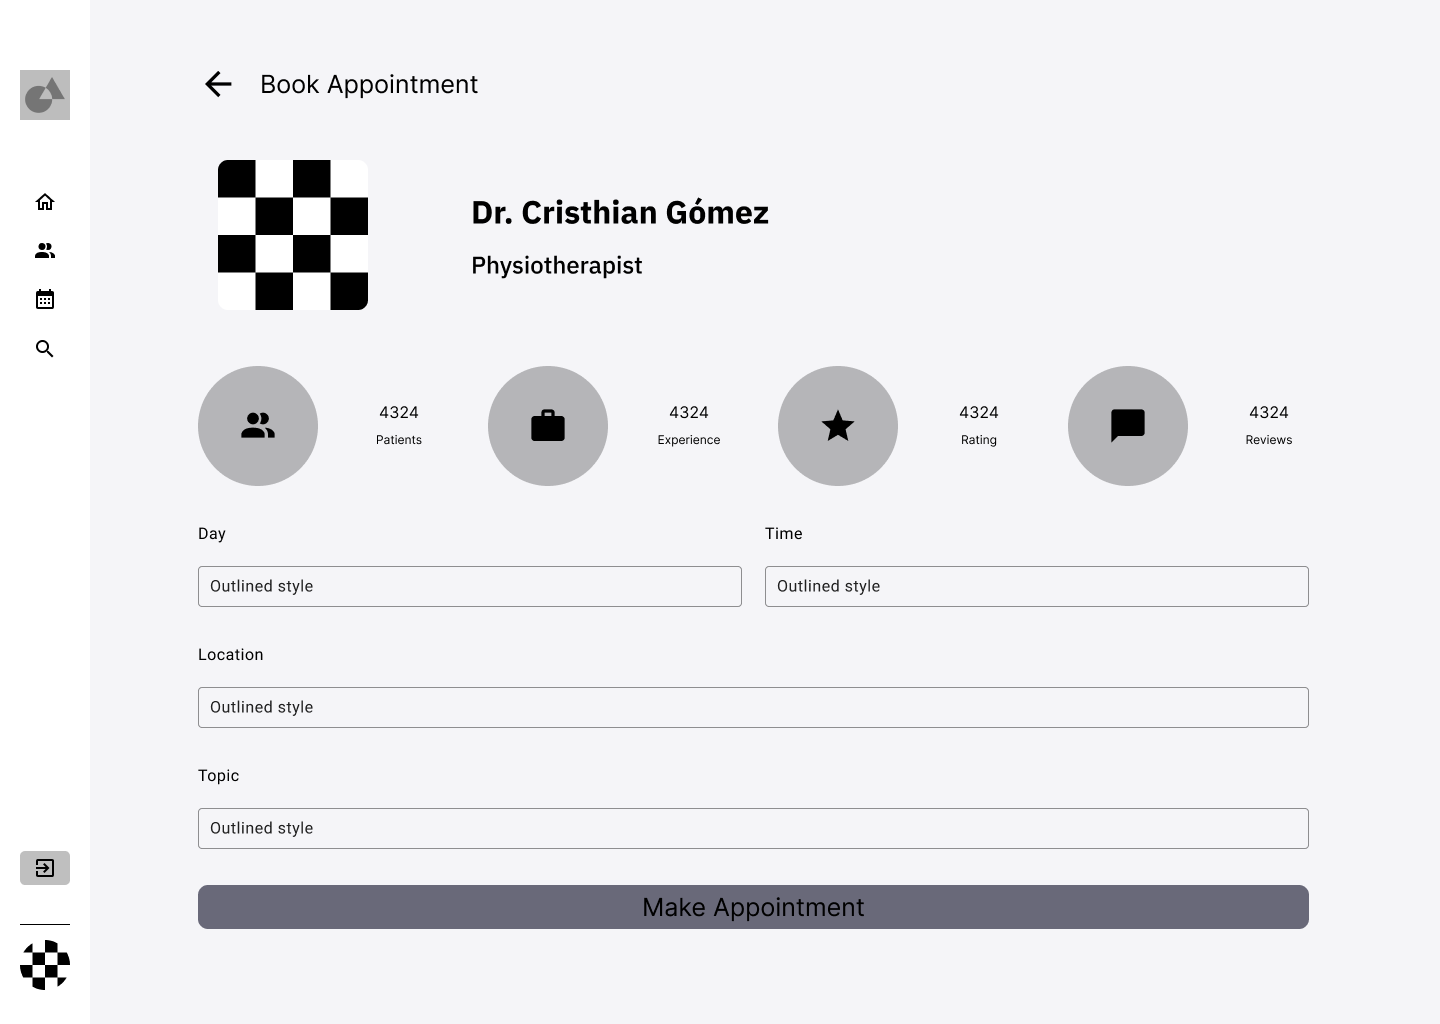 Book Appointment
Dr. Cristhian Gómez
Physiotherapist
4324
Patients
4324
Experience
4324
Rating
4324
Reviews
Day
Time
Outlined style
Outlined style
Location
Outlined style
Topic
Outlined style
Make Appointment